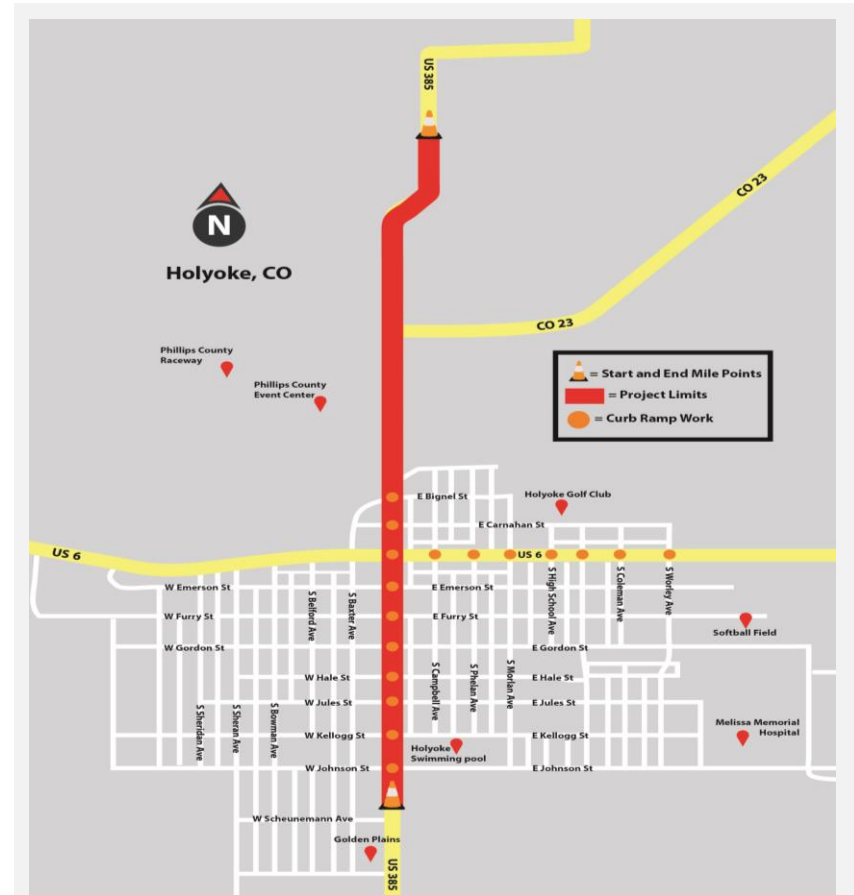 US 385
CO 23
N
Holyoke, CO
CO 23
Phillips County
Raceway
Phillips County
Event Center
= Start and End Mile Points
= Project Limits
= Curb Ramp Work
E Bignel St
Holyoke Golf Club
E Carnahan St
US 6
US 6
W Emerson St
E Emerson St
S Belford Ave
S Baxter Ave
S High School Ave
S Coleman Ave
S Worley Ave
W Furry St
E Furry St
Softball Field
W Gordon St
E Gordon St
W Hale St
E Hale St
S Campbell Ave
S Phelan Ave
S Morlan Ave
W Jules St
E Jules St
S Sheridan Ave
S Sheran Ave
S Bowman Ave
W Kellogg St
Holyoke
Swimming pool
E Kellogg St
Melissa Memorial
Hospital
W Johnson St
E Johnson St
W Scheunemann Ave
Golden Plains
US 385